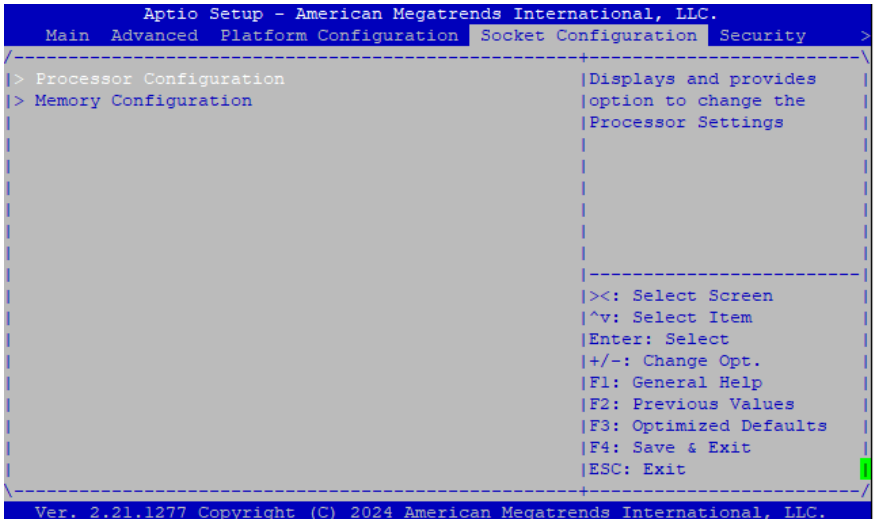 Aptio Setup - American Megatrends International, LLC.
Main Advanced Platform Configuration Socket Configuration Security >
/----------------------------------------------------+-------------------------\
|> Processor Configuration |Displays and provides |
|> Memory Configuration |option to change the |
| |Processor Settings |
| | |
| | |
| | |
| | |
| | |
| | |
| |-------------------------|
| |><: Select Screen |
| |^v: Select Item |
| |Enter: Select |
| |+/-: Change Opt. |
| |F1: General Help |
| |F2: Previous Values |
| |F3: Optimized Defaults |
| |F4: Save & Exit |
| |ESC: Exit |
\----------------------------------------------------+-------------------------/
Ver. 2.21.1277 Copyright (C) 2024 American Megatrends International, LLC.